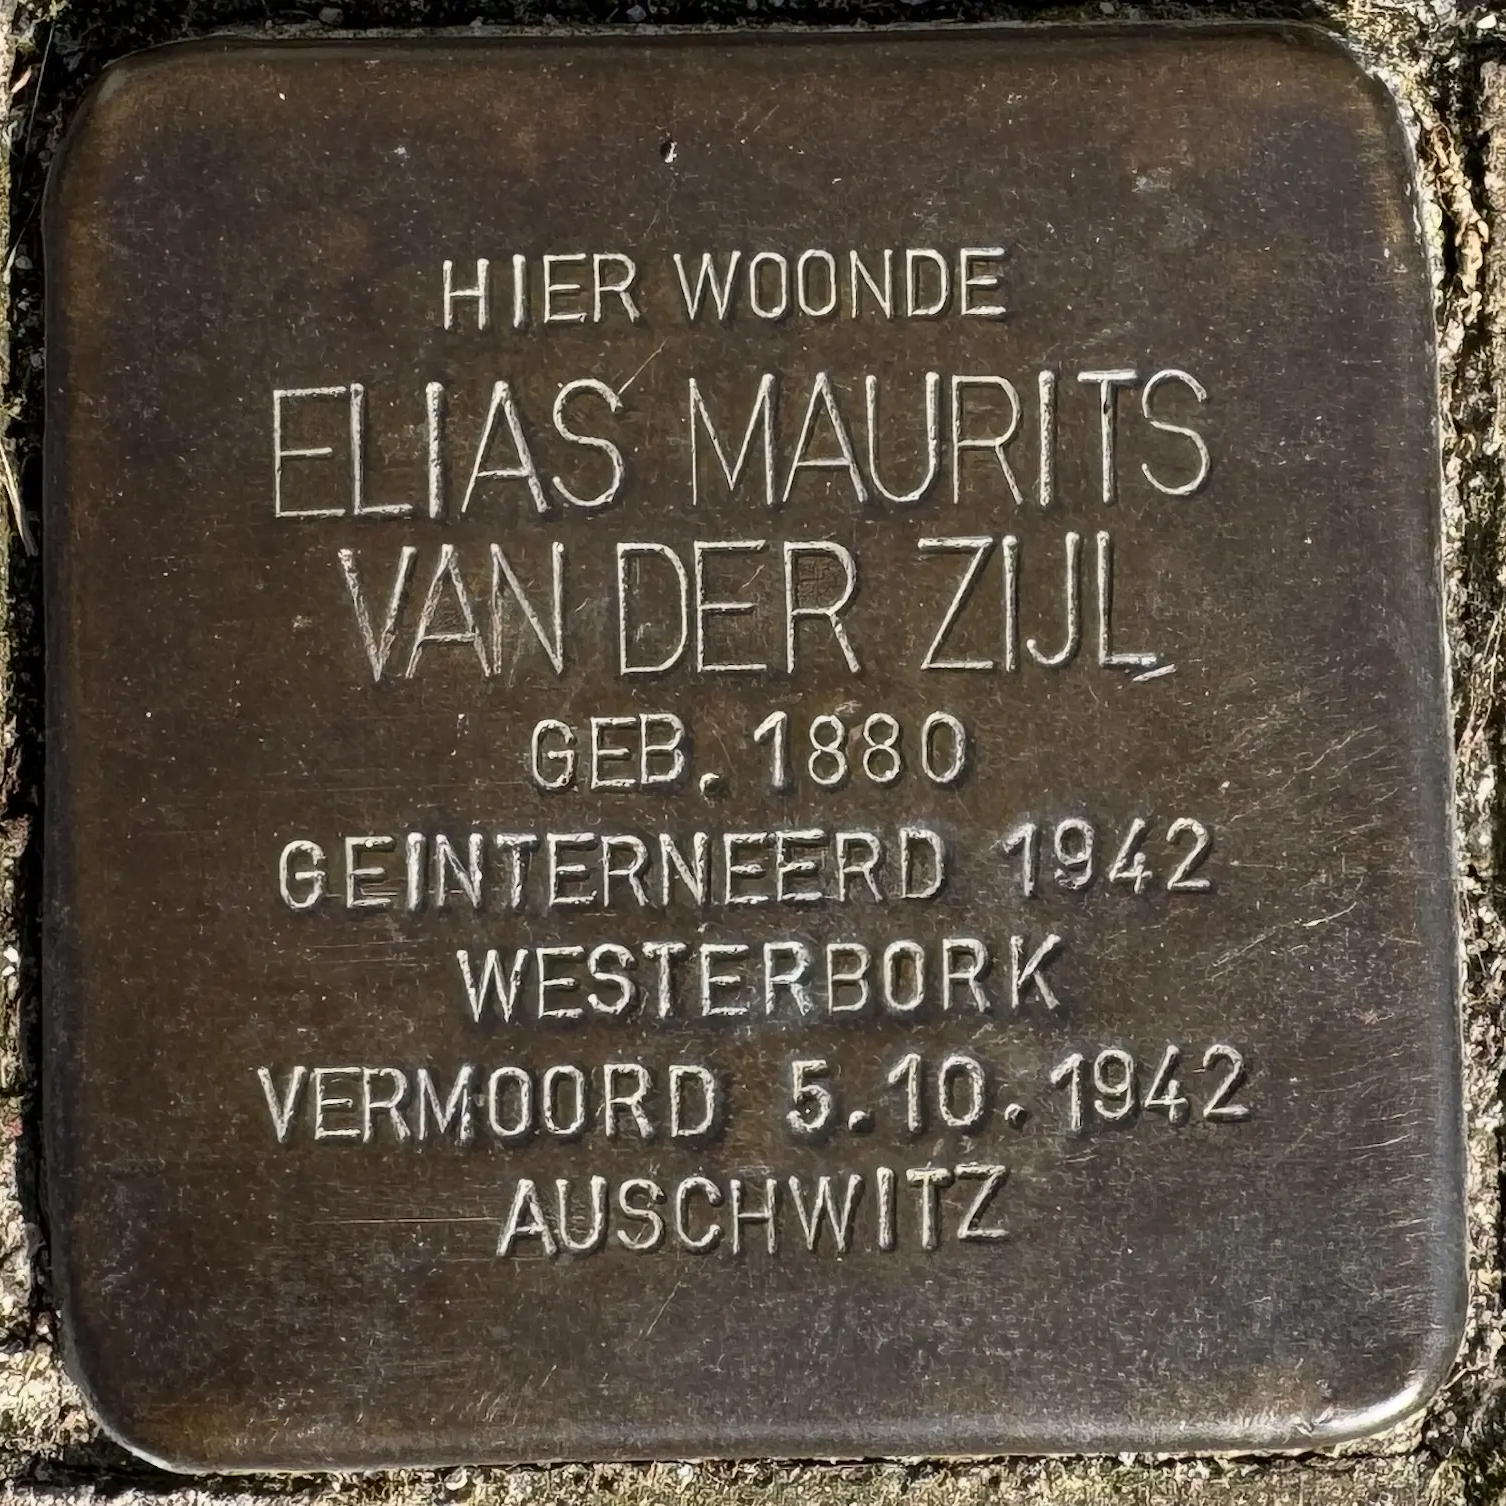 HIER WOONDE
ELIAS MAURITS
VAN DER ZIJL
GEB. 1880
GEINTERNEERD 1942
WESTERBORK
VERMOORD 5.10.1942
AUSCHWITZ